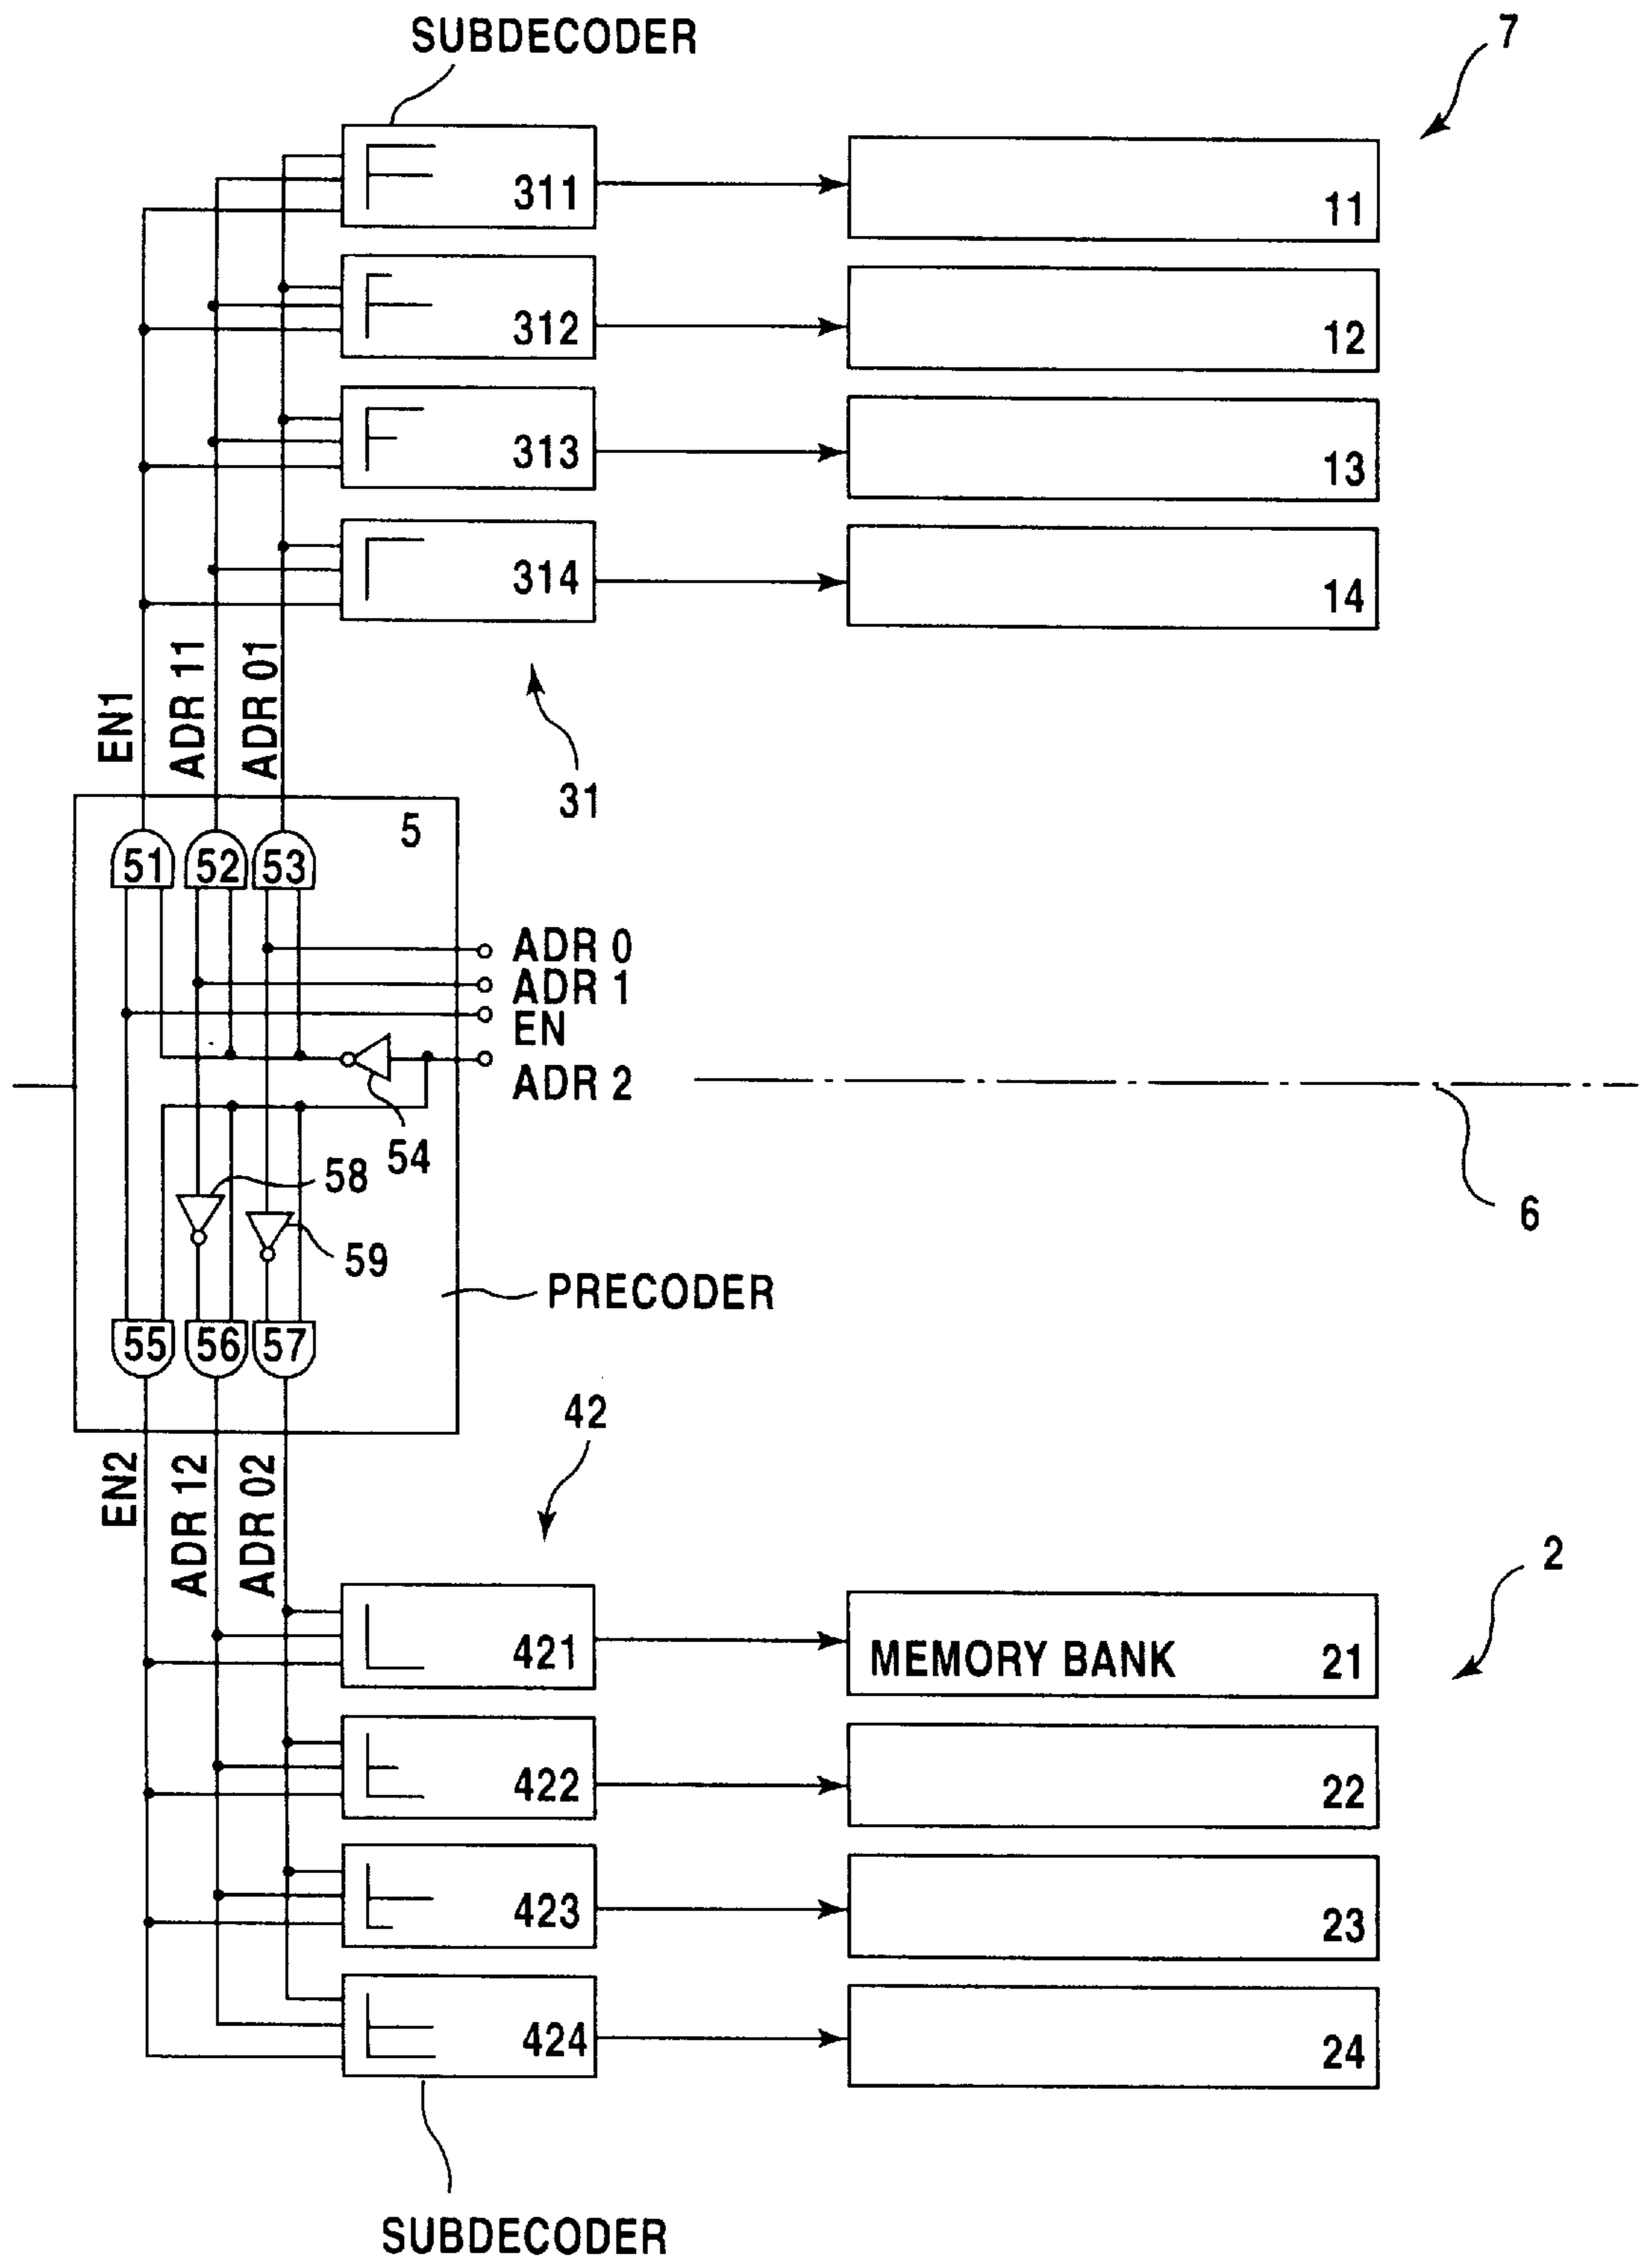 SUBDECODER
7
311
11
312
12
313
13
314
14
EN1
ADR 11
ADR 01
31
5
51
52
53
ADR 0
ADR 1
EN
ADR 2
54
58
6
59
PRECODER
55
56
57
42
EN2
ADR 12
ADR 02
2
421
MEMORY BANK 21
422
22
423
23
424
24
SUBDECODER